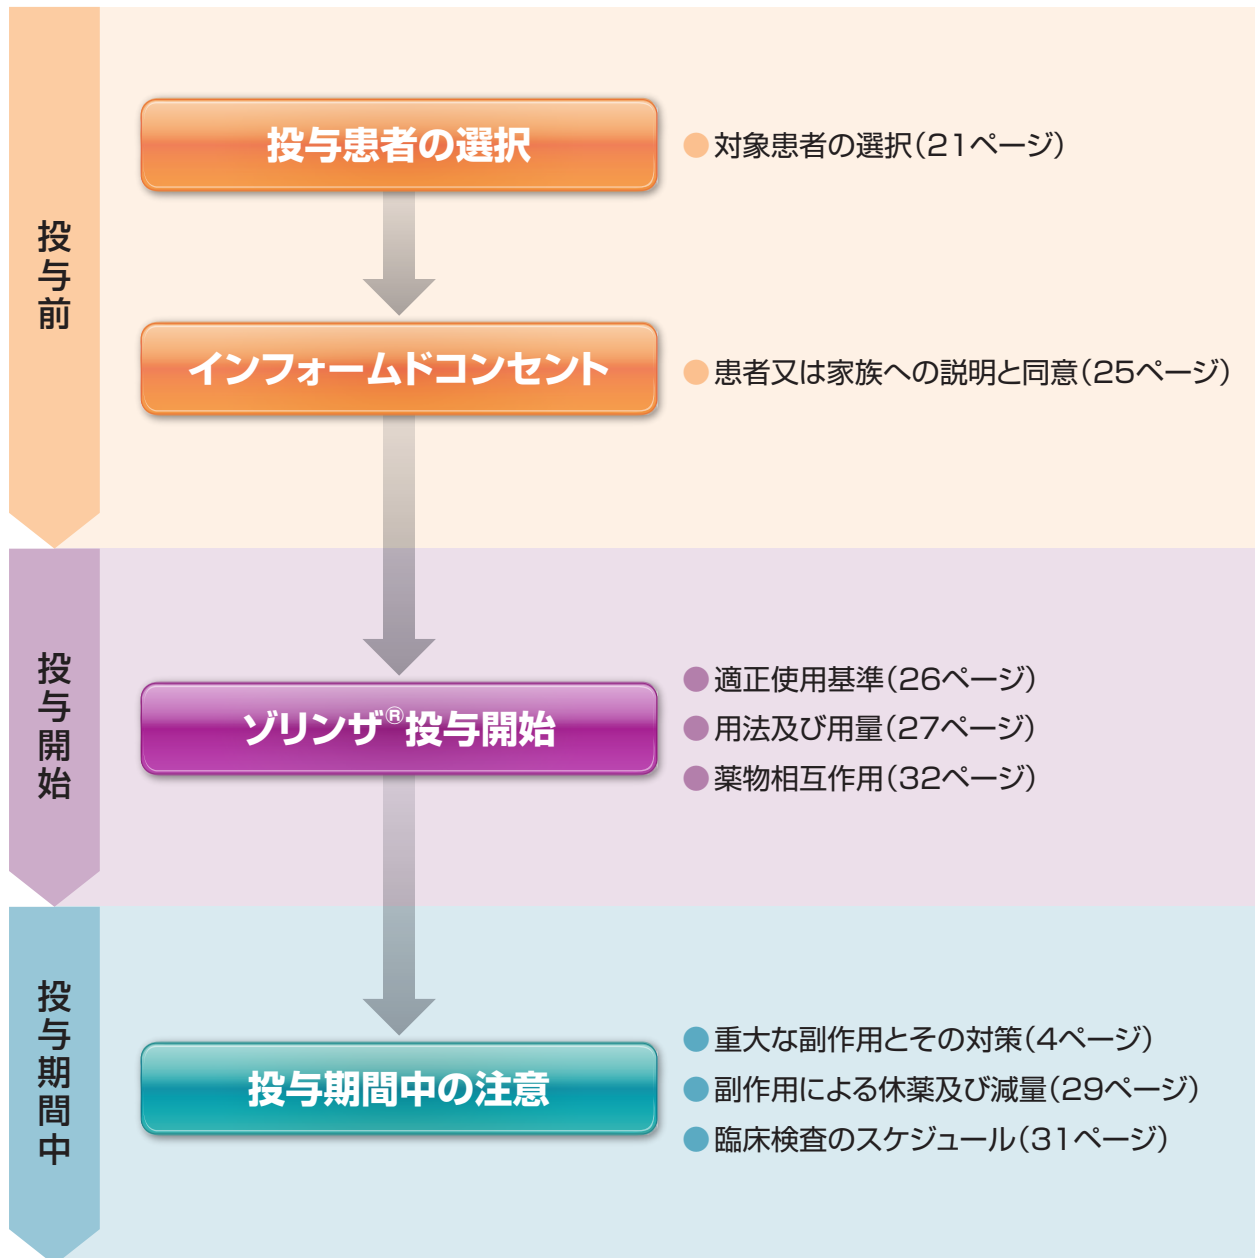 投与前
投与患者の選択
●対象患者の選択(21ページ)
インフォームドコンセント
●患者又は家族への説明と同意(25ページ)
投与開始
ゾリンザ®投与開始
●適正使用基準(26ページ)
●用法及び用量(27ページ)
●薬物相互作用(32ページ)
投与期間中
投与期間中の注意
●重大な副作用とその対策(4ページ)
●副作用による休薬及び減量(29ページ)
●臨床検査のスケジュール(31ページ)